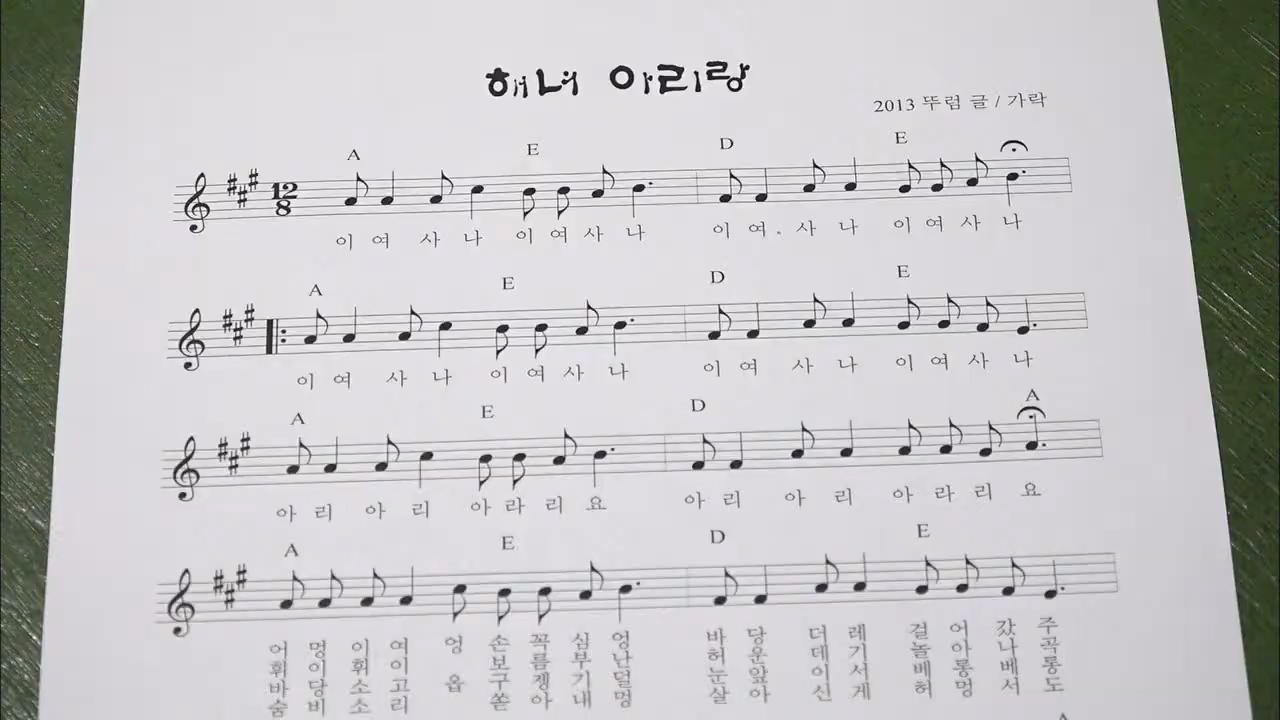 해녀 아리랑
2013 뚜럼 글 / 가락
A E D E
12
8
이 여 사 나 이 여 사 나 이 여 . 사 나 이 여 사 나
A E D E
이 여 사 나 이 여 사 나 이 여 사 나 이 여 사 나
A E D A
아 리 아 리 아 라 리 요 아 리 아 리 아 라 리 요
A E D E
어 멍 이 여 엉 손 꼭 심 엉 바 당 더 레 걸 어 갔 주
휘 이 휘 이 보 름 부 난 허 운 데 기 놀 아 나 곡
바 당 소 고 구 젱 기 덜 눈 앞 이 서 베 롱 베 롱
숨 비 소 리 쏟 아 내 멍 살 아 신 게 허 멍 서 도
A